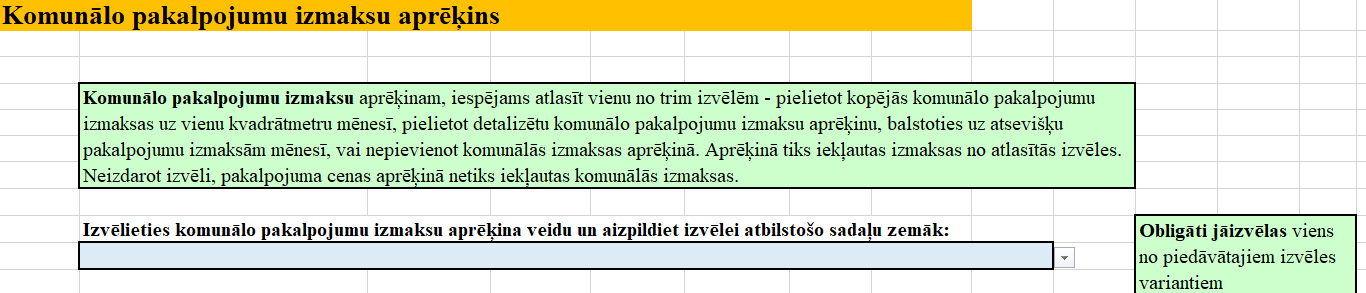 Komunālo pakalpojumu izmaksu aprēķins
Komunālo pakalpojumu izmaksu aprēķinam, iespējams atlasīt vienu no trim izvēlēm - pielietot kopējās komunālo pakalpojumu
izmaksas uz vienu kvadrātmetru mēnesī, pielietot detalizētu komunālo pakalpojumu izmaksu aprēķinu, balstoties uz atsevišķu
pakalpojumu izmaksām mēnesī, vai nepievienot komunālās izmaksas aprēķinā. Aprēķinā tiks iekļautas izmaksas no atlasītās izvēles.
Neizdarot izvēli, pakalpojuma cenas aprēķinā netiks iekļautas komunālās izmaksas.
Izvēlieties komunālo pakalpojumu izmaksu aprēķina veidu un aizpildiet izvēlei atbilstošo sadaļu zemāk:
Obligāti jāizvēlas viens
no piedāvātajiem izvēles
variantiem